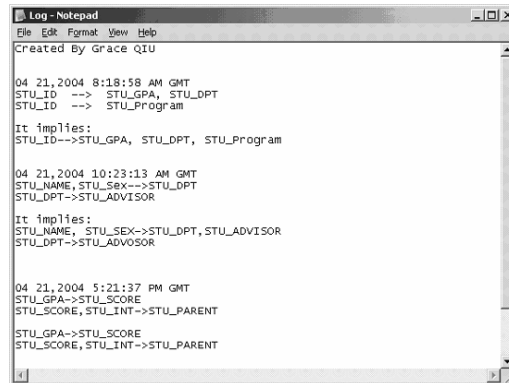 Log - Notepad
File Edit Format View Help
Created By Grace QIU
04 21,2004 8:18:58 AM GMT
STU_ID --> STU_GPA, STU_DPT
STU_ID --> STU_Program
It implies:
STU_ID-->STU_GPA, STU_DPT, STU_Program
04 21,2004 10:23:13 AM GMT
STU_NAME,STU_Sex-->STU_DPT
STU_DPT->STU_ADVISOR
It implies:
STU_NAME, STU_SEX->STU_DPT,STU_ADVISOR
STU_DPT->STU_ADVOSOR
04 21,2004 5:21:37 PM GMT
STU_GPA->STU_SCORE
STU_SCORE,STU_INT->STU_PARENT
STU_GPA->STU_SCORE
STU_SCORE,STU_INT->STU_PARENT